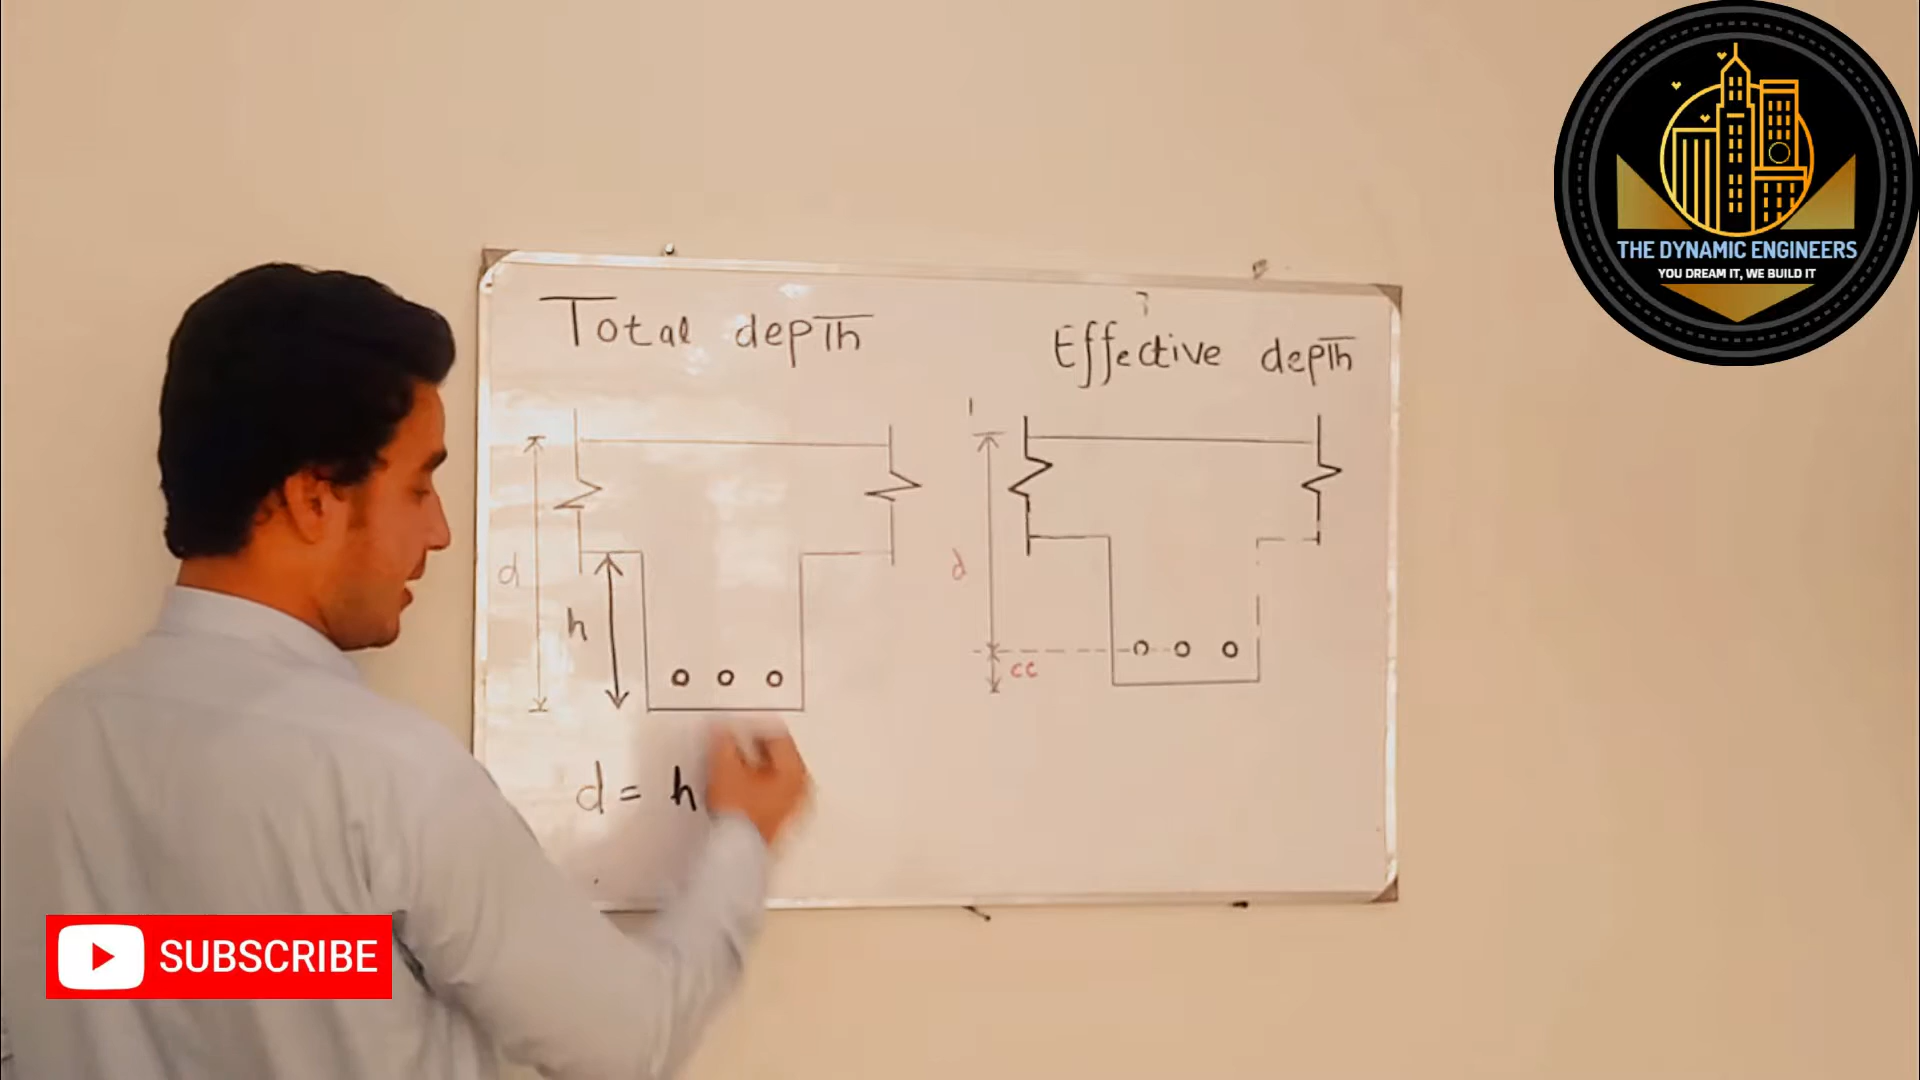 THE DYNAMIC ENGINEERS
YOU DREAM IT, WE BUILD IT
Total depth
Effective depth
d
h
d
cc
d = h
SUBSCRIBE